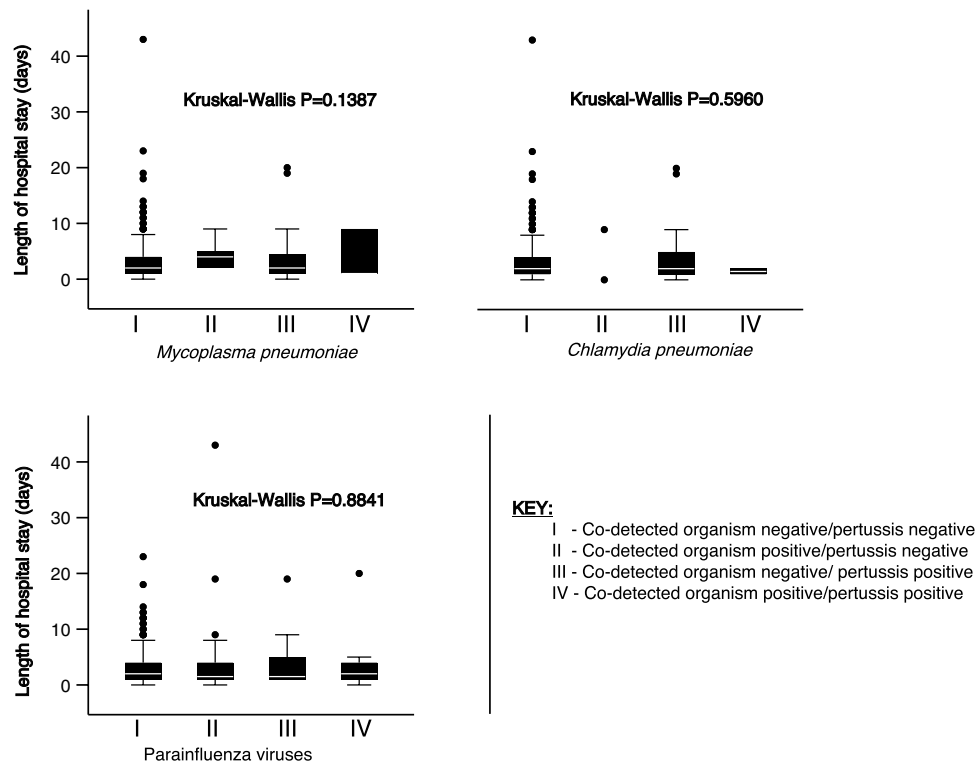 Length of hospital stay (days)
40
30
20
10
0
Kruskal-Wallis P=0.1387
I II III IV
Mycoplasma pneumoniae
Kruskal-Wallis P=0.5960
I II III IV
Chlamydia pneumoniae
Length of hospital stay (days)
40
30
20
10
0
Kruskal-Wallis P=0.8841
I II III IV
Parainfluenza viruses
KEY:
I - Co-detected organism negative/pertussis negative
II - Co-detected organism positive/pertussis negative
III - Co-detected organism negative/ pertussis positive
IV - Co-detected organism positive/pertussis positive